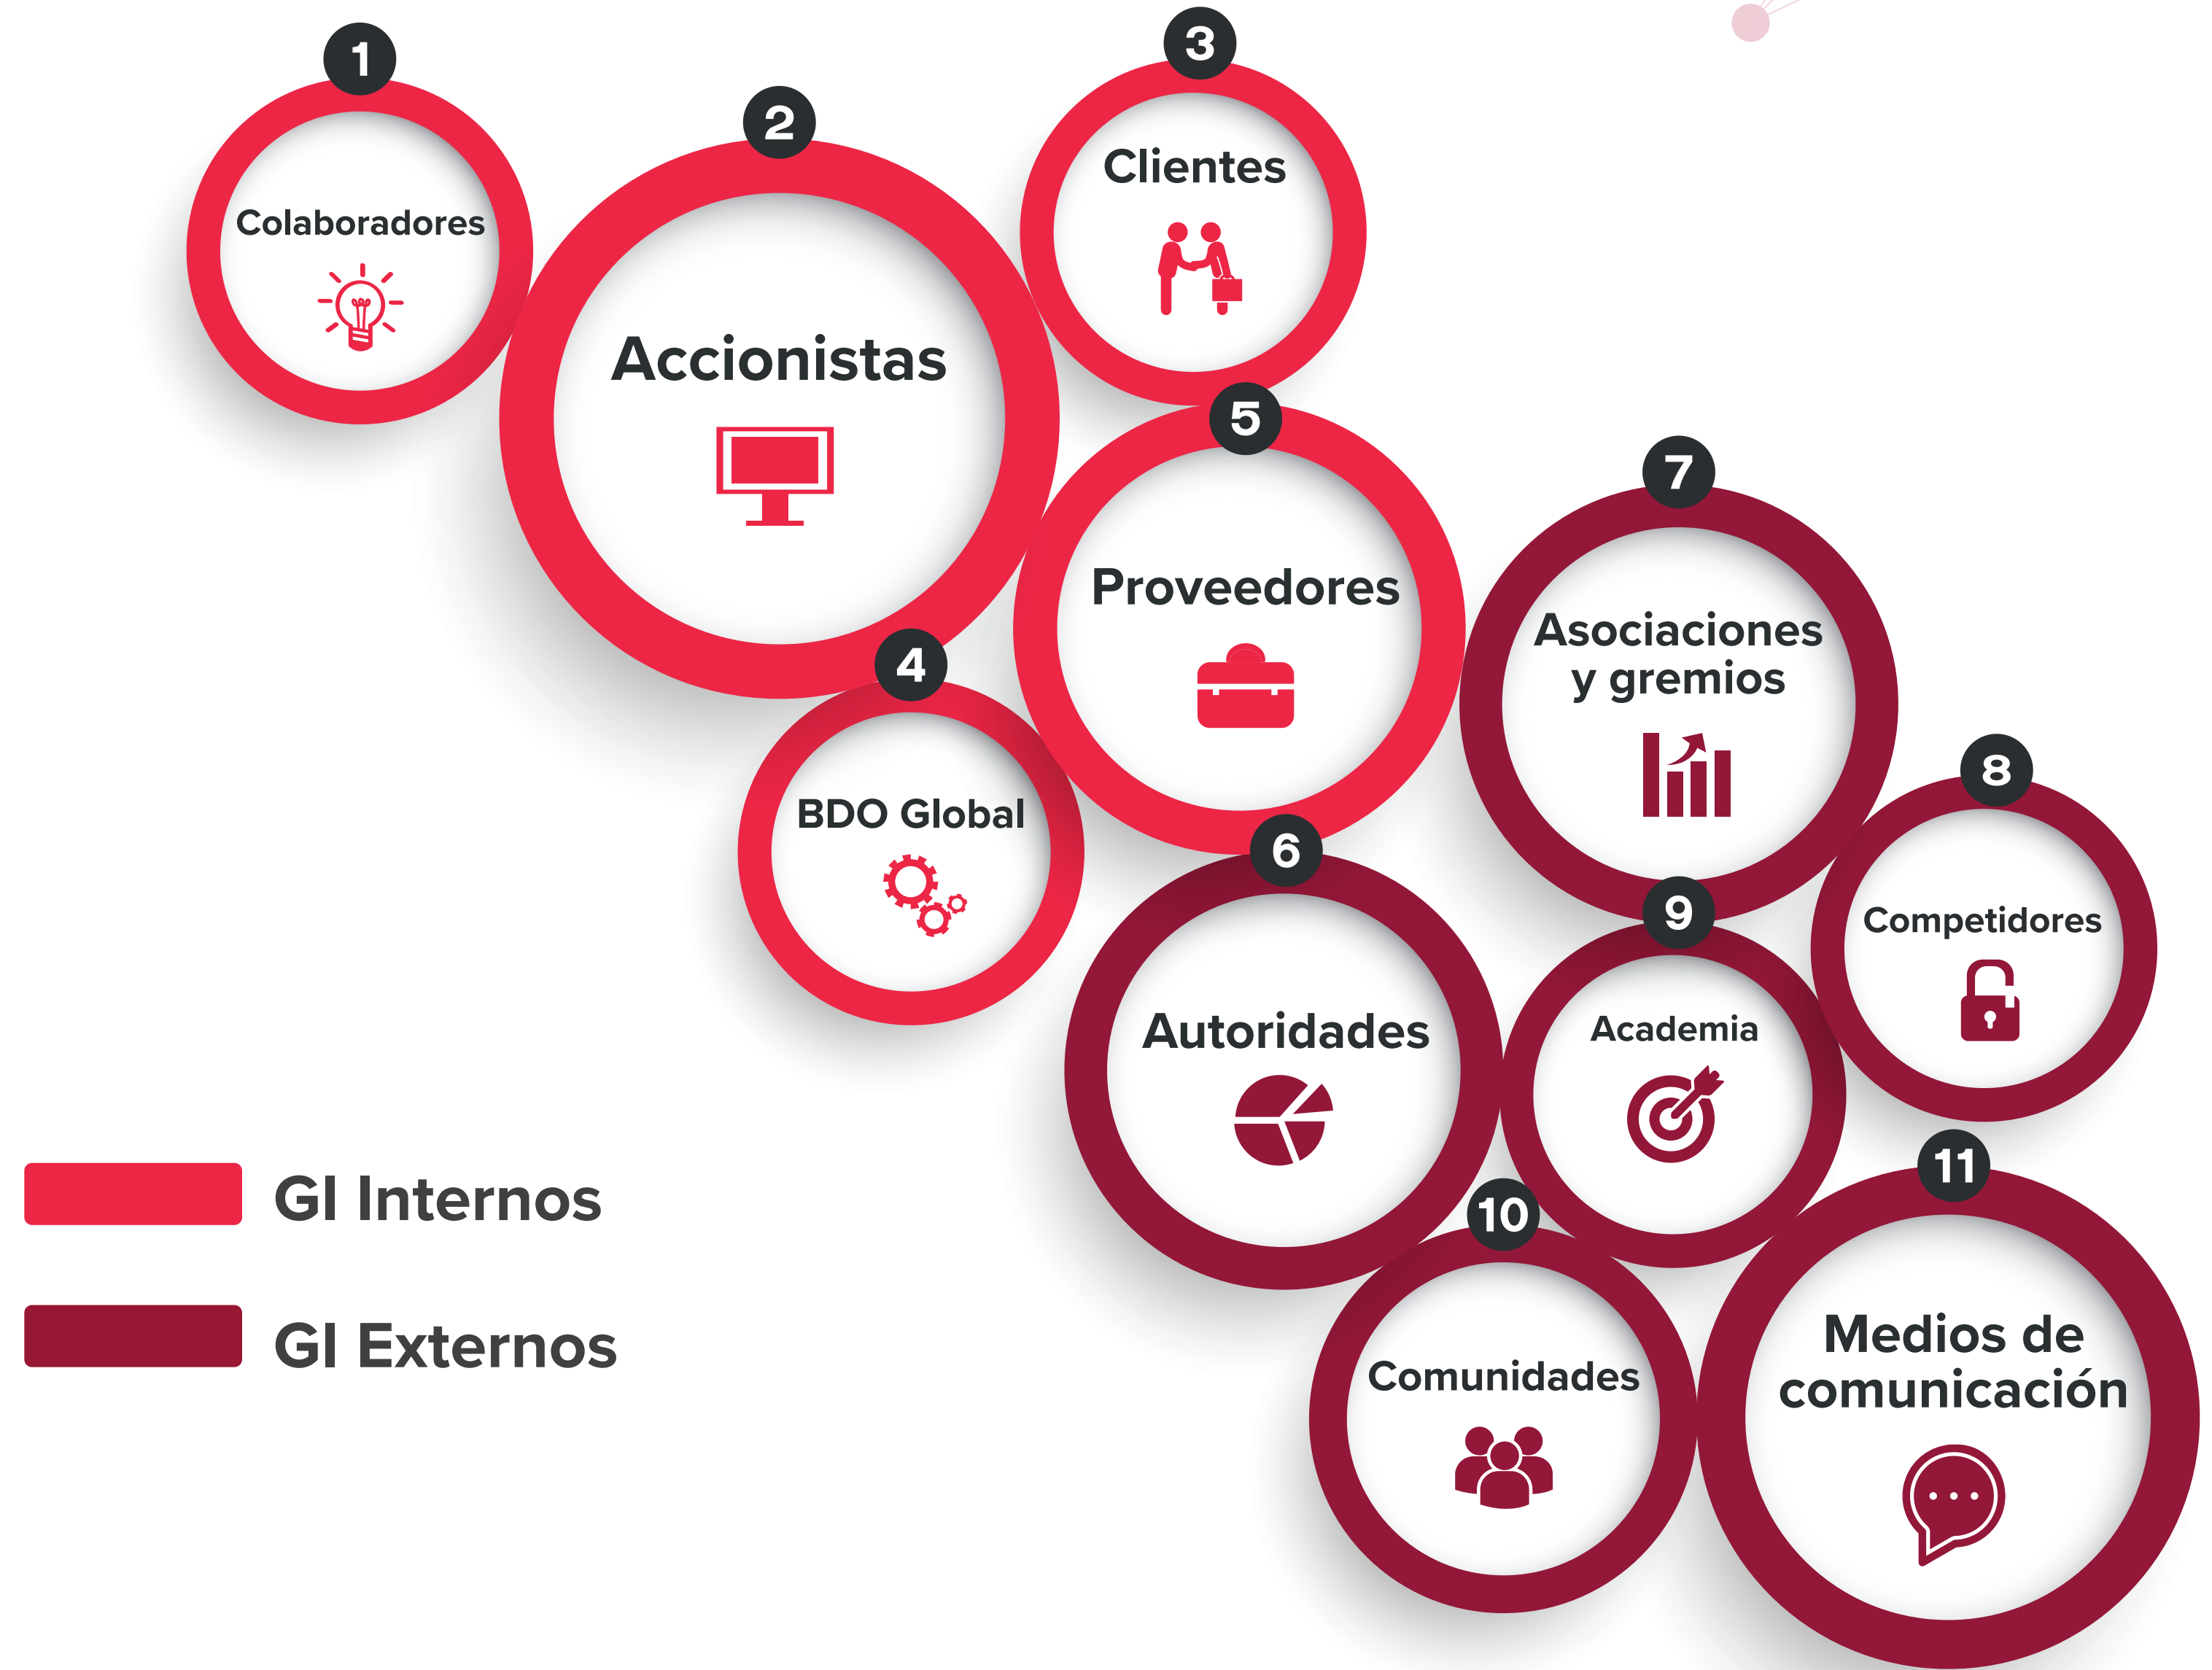 1
Colaboradores
2
Accionistas
3
Clientes
4
BDO Global
5
Proveedores
6
Autoridades
7
Asociaciones
y gremios
8
Competidores
9
Academia
10
Comunidades
11
Medios de
comunicación
GI Internos
GI Externos